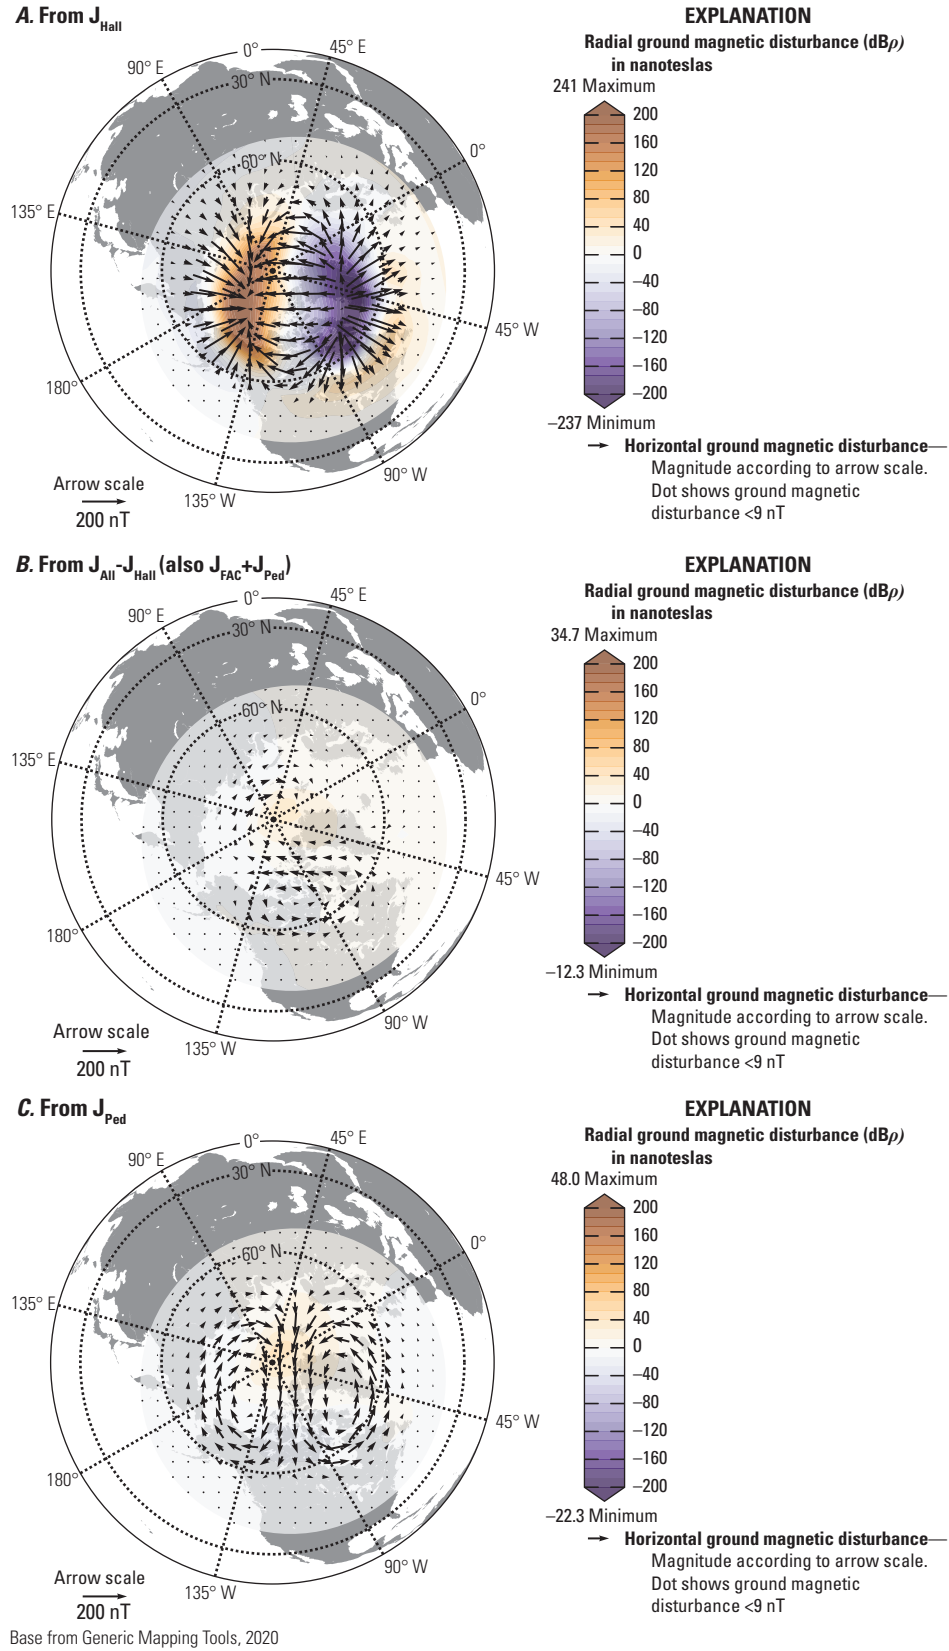 A. From JHall
EXPLANATION
Radial ground magnetic disturbance (dBρ)
in nanoteslas
241 Maximum
200
160
120
80
40
0
–40
–80
–120
–160
–200
–237 Minimum
Horizontal ground magnetic disturbance—
Magnitude according to arrow scale.
Dot shows ground magnetic
disturbance <9 nT
0°
45° E
90° E
30° N
0°
60° N
135° E
45° W
180°
90° W
135° W
Arrow scale
200 nT
B. From JAll-JHall (also JFAC+JPed)
EXPLANATION
Radial ground magnetic disturbance (dBρ)
in nanoteslas
34.7 Maximum
200
160
120
80
40
0
–40
–80
–120
–160
–200
–12.3 Minimum
Horizontal ground magnetic disturbance—
Magnitude according to arrow scale.
Dot shows ground magnetic
disturbance <9 nT
0°
45° E
90° E
30° N
0°
60° N
135° E
45° W
180°
90° W
135° W
Arrow scale
200 nT
C. From JPed
EXPLANATION
Radial ground magnetic disturbance (dBρ)
in nanoteslas
48.0 Maximum
200
160
120
80
40
0
–40
–80
–120
–160
–200
–22.3 Minimum
Horizontal ground magnetic disturbance—
Magnitude according to arrow scale.
Dot shows ground magnetic
disturbance <9 nT
0°
45° E
90° E
30° N
0°
60° N
135° E
45° W
180°
90° W
135° W
Arrow scale
200 nT
Base from Generic Mapping Tools, 2020